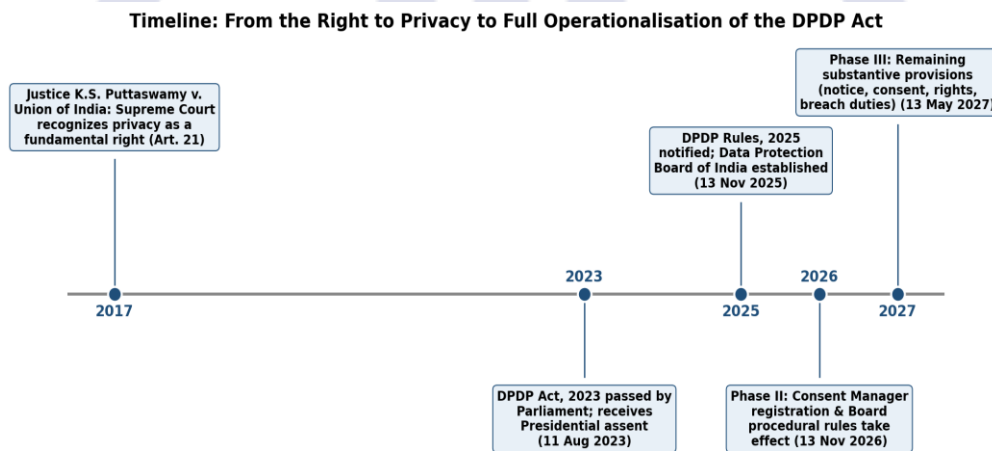 Timeline: From the Right to Privacy to Full Operationalisation of the DPDP Act
Justice K.S. Puttaswamy v.
Union of India: Supreme Court
recognizes privacy as a
fundamental right (Art. 21)
2017
2023
DPDP Act, 2023 passed by
Parliament; receives
Presidential assent
(11 Aug 2023)
DPDP Rules, 2025
notified; Data Protection
Board of India established
(13 Nov 2025)
2025
2026
Phase II: Consent Manager
registration & Board
procedural rules take
effect (13 Nov 2026)
Phase III: Remaining
substantive provisions
(notice, consent, rights,
breach duties) (13 May 2027)
2027